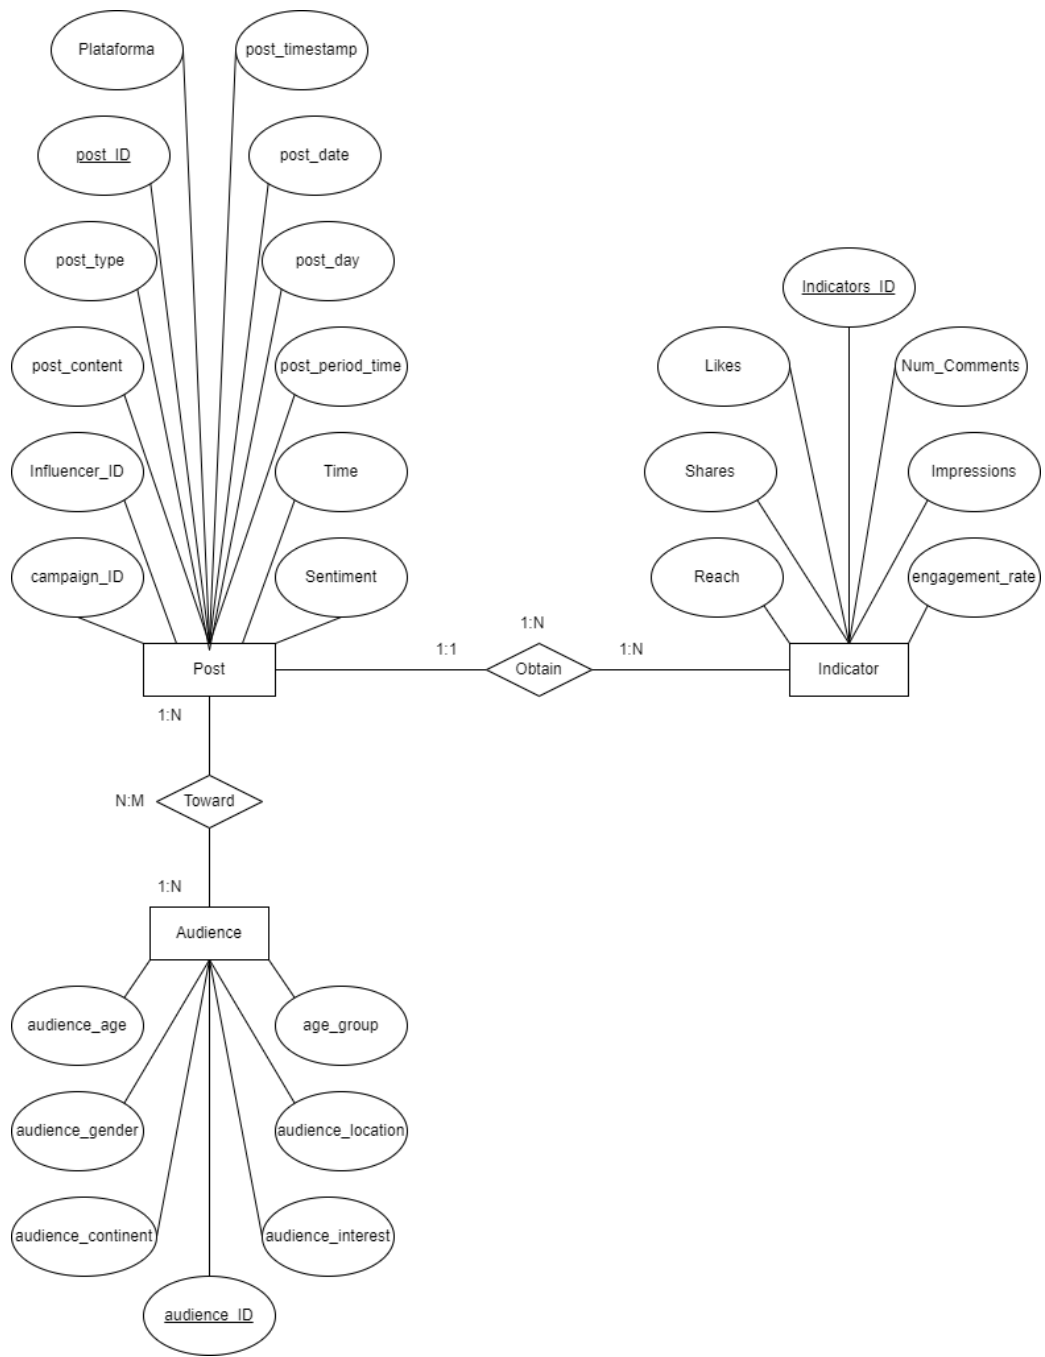 Plataforma
post_timestamp
post_ID
post_date
post_type
post_day
Indicators_ID
post_content
post_period_time
Likes
Num_Comments
Influencer_ID
Time
Shares
Impressions
campaign_ID
Sentiment
Reach
engagement_rate
1:N
1:1
1:N
Post
Obtain
Indicator
1:N
N:M
Toward
1:N
Audience
audience_age
age_group
audience_gender
audience_location
audience_continent
audience_interest
audience_ID